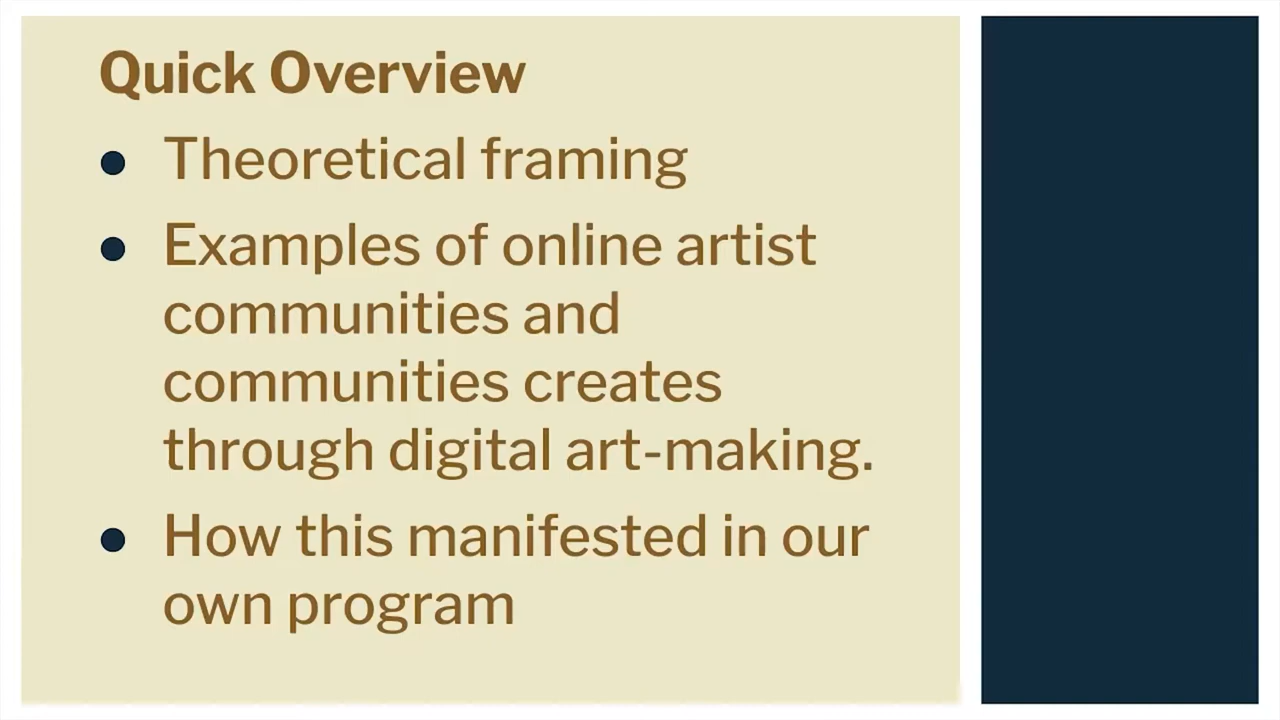 Quick Overview
● Theoretical framing
● Examples of online artist
communities and
communities creates
through digital art-making.
● How this manifested in our
own program